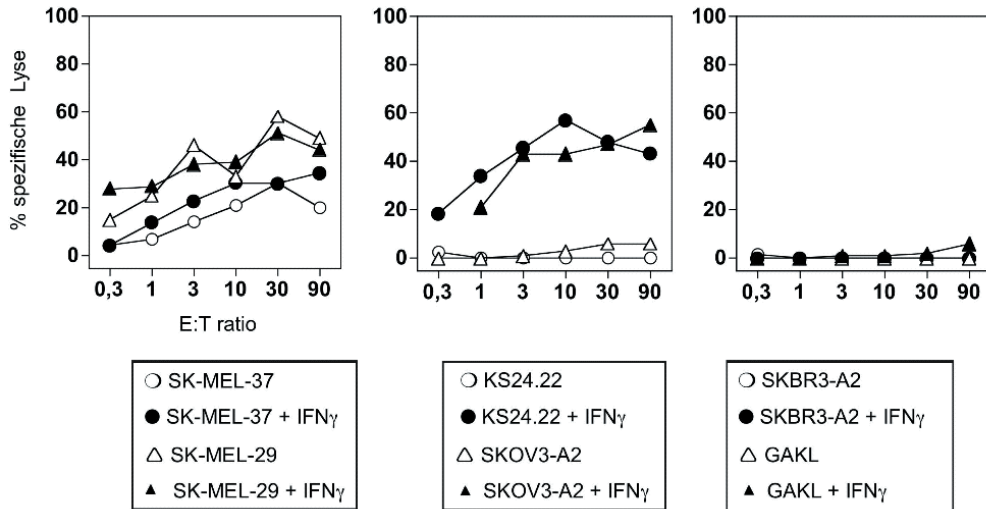 % spezifische Lyse
100
80
60
40
20
0
0,3 1 3 10 30 90
E:T ratio
100
80
60
40
20
0
0,3 1 3 10 30 90
100
80
60
40
20
0
0,3 1 3 10 30 90
SK-MEL-37
SK-MEL-37 + IFNγ
SK-MEL-29
SK-MEL-29 + IFNγ
KS24.22
KS24.22 + IFNγ
SKOV3-A2
SKOV3-A2 + IFNγ
SKBR3-A2
SKBR3-A2 + IFNγ
GAKL
GAKL + IFNγ